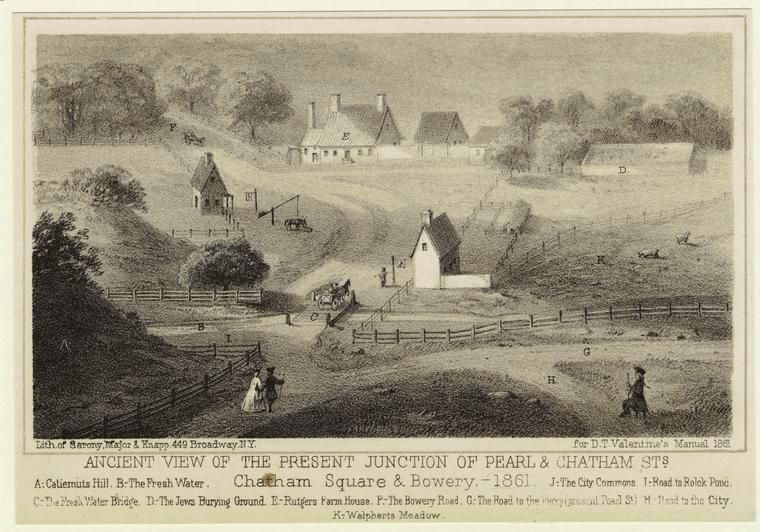 F
E
D.
K
B
C
I
A
G
H
Lith. of Sarony, Major & Knapp. 449 Broadway. N.Y. for D.T. Valentine's Manual 1861
ANCIENT VIEW OF THE PRESENT JUNCTION OF PEARL & CHATHAM STS
A: Catiemuts Hill. B:-The Fresh Water. Chatham Square & Bowery.-1861. J:-The City Commons I:-Road to Rolck Pond.
C:-The Fresh Water Bridge. D:-The Jews Burying Ground. E:-Rutgers Farm House. F:-The Bowery Road. G:-The Road to the Ferry (present Pearl St) H:-Road to the City.
K:-Walpherts Meadow.